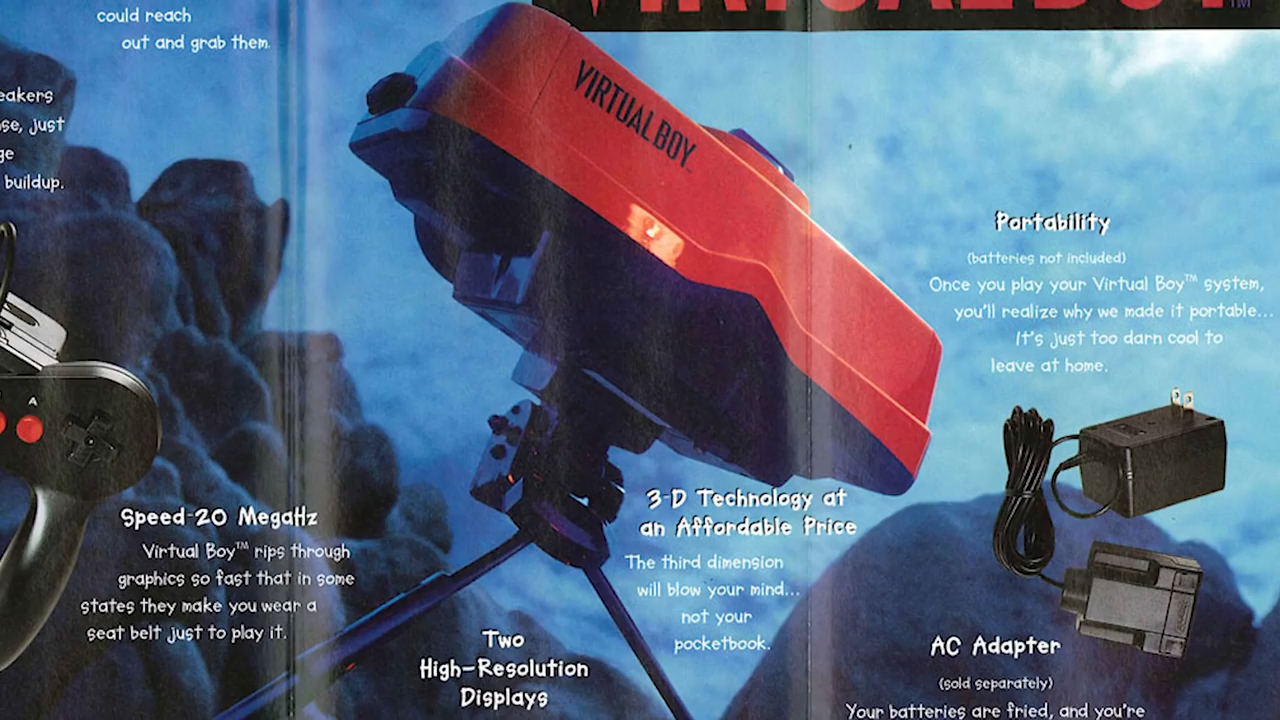 could reach
out and grab them.
VIRTUAL BOY
TM
eakers
se, just
ge
buildup.
VIRTUAL BOY
A
Portability
(batteries not included)
Once you play your Virtual Boy™ system,
you'll realize why we made it portable...
It's just too darn cool to
leave at home.
Speed-20 MegaHz
Virtual Boy™ rips through
graphics so fast that in some
states they make you wear a
seat belt just to play it.
3-D Technology at
an Affordable Price
The third dimension
will blow your mind...
not your
pocketbook.
Two
High-Resolution
Displays
AC Adapter
(sold separately)
Your batteries are fried, and you're